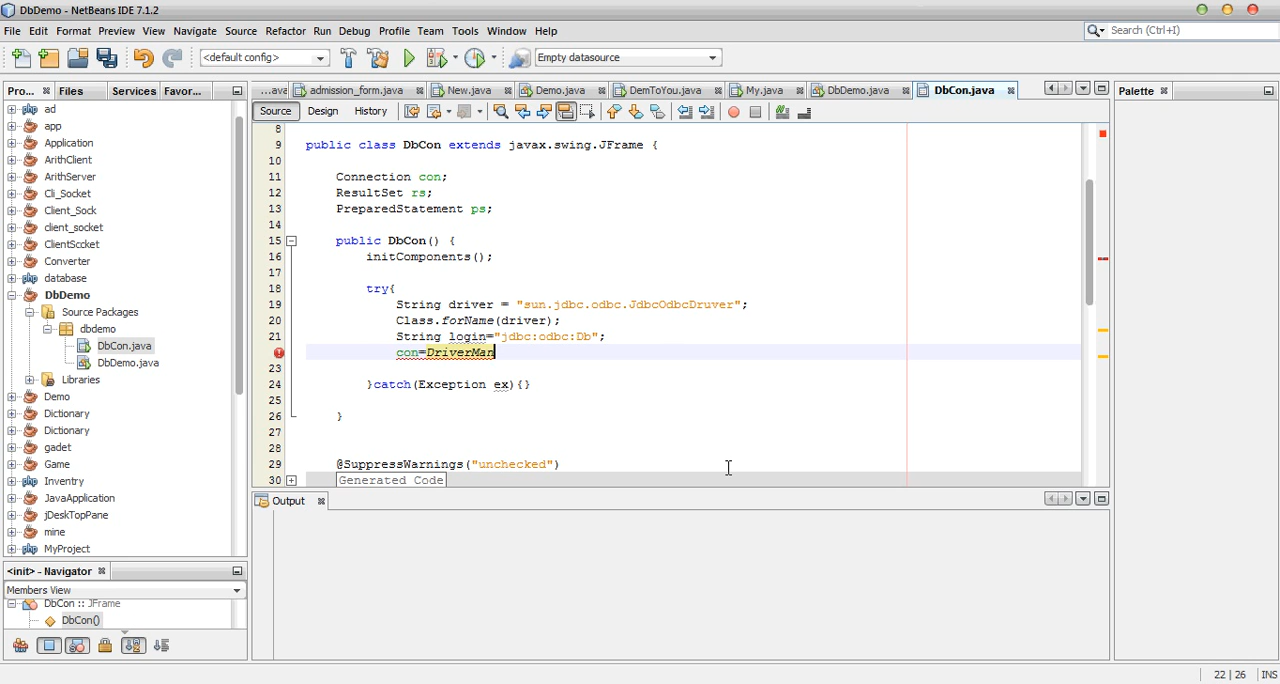 DbDemo - NetBeans IDE 7.1.2
File Edit Format Preview View Navigate Source Refactor Run Debug Profile Team Tools Window Help
Search (Ctrl+I)
<default config>
Empty datasource
Pro... Files Services Favor...
...ava admission_form.java New.java Demo.java DemToYou.java My.java DbDemo.java DbCon.java
Palette
Source Design History
ad
app
Application
ArithClient
ArithServer
Cli_Socket
Client_Sock
client_socket
ClientSccket
Converter
database
DbDemo
Source Packages
dbdemo
DbCon.java
DbDemo.java
Libraries
Demo
Dictionary
Dictionary
gadet
Game
Inventry
JavaApplication
jDeskTopPane
mine
MyProject
8
9 public class DbCon extends javax.swing.JFrame {
10
11 Connection con;
12 ResultSet rs;
13 PreparedStatement ps;
14
15 public DbCon() {
16 initComponents();
17
18 try{
19 String driver = "sun.jdbc.odbc.JdbcOdbcDruver";
20 Class.forName(driver);
21 String login="jdbc:odbc:Db";
con=DriverMan
23
24 }catch(Exception ex){}
25
26 }
27
28
29 @SuppressWarnings("unchecked")
30 Generated Code
Output
<init> - Navigator
Members View
DbCon :: JFrame
DbCon()
22 | 26 INS